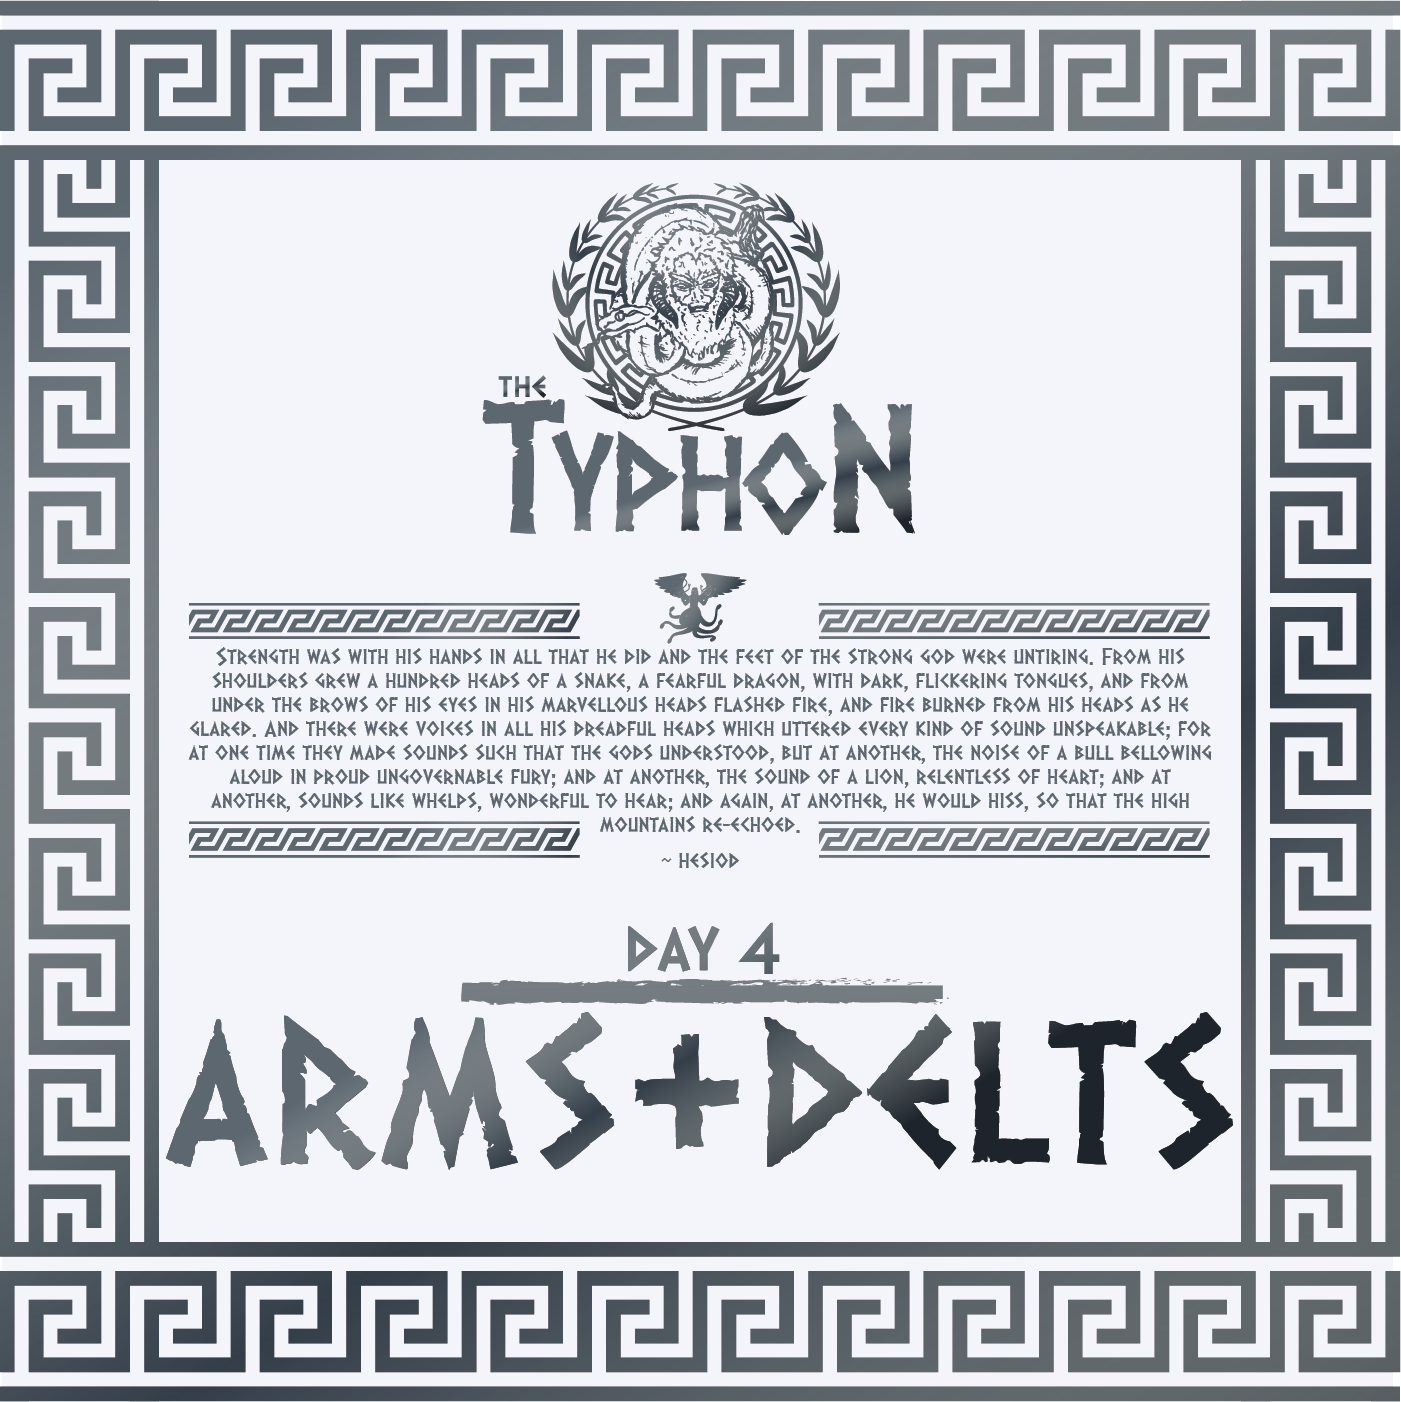 THE
TYPHON
STRENGTH WAS WITH HIS HANDS IN ALL THAT HE DID AND THE FEET OF THE STRONG GOD WERE UNTIRING. FROM HIS
SHOULDERS GREW A HUNDRED HEADS OF A SNAKE, A FEARFUL DRAGON, WITH DARK, FLICKERING TONGUES, AND FROM
UNDER THE BROWS OF HIS EYES IN HIS MARVELLOUS HEADS FLASHED FIRE, AND FIRE BURNED FROM HIS HEADS AS HE
GLARED. AND THERE WERE VOICES IN ALL HIS DREADFUL HEADS WHICH UTTERED EVERY KIND OF SOUND UNSPEAKABLE; FOR
AT ONE TIME THEY MADE SOUNDS SUCH THAT THE GODS UNDERSTOOD, BUT AT ANOTHER, THE NOISE OF A BULL BELLOWING
ALOUD IN PROUD UNGOVERNABLE FURY; AND AT ANOTHER, THE SOUND OF A LION, RELENTLESS OF HEART; AND AT
ANOTHER, SOUNDS LIKE WHELPS, WONDERFUL TO HEAR; AND AGAIN, AT ANOTHER, HE WOULD HISS, SO THAT THE HIGH
MOUNTAINS RE-ECHOED.
~ HESIOD
DAY 4
ARMS+DELTS